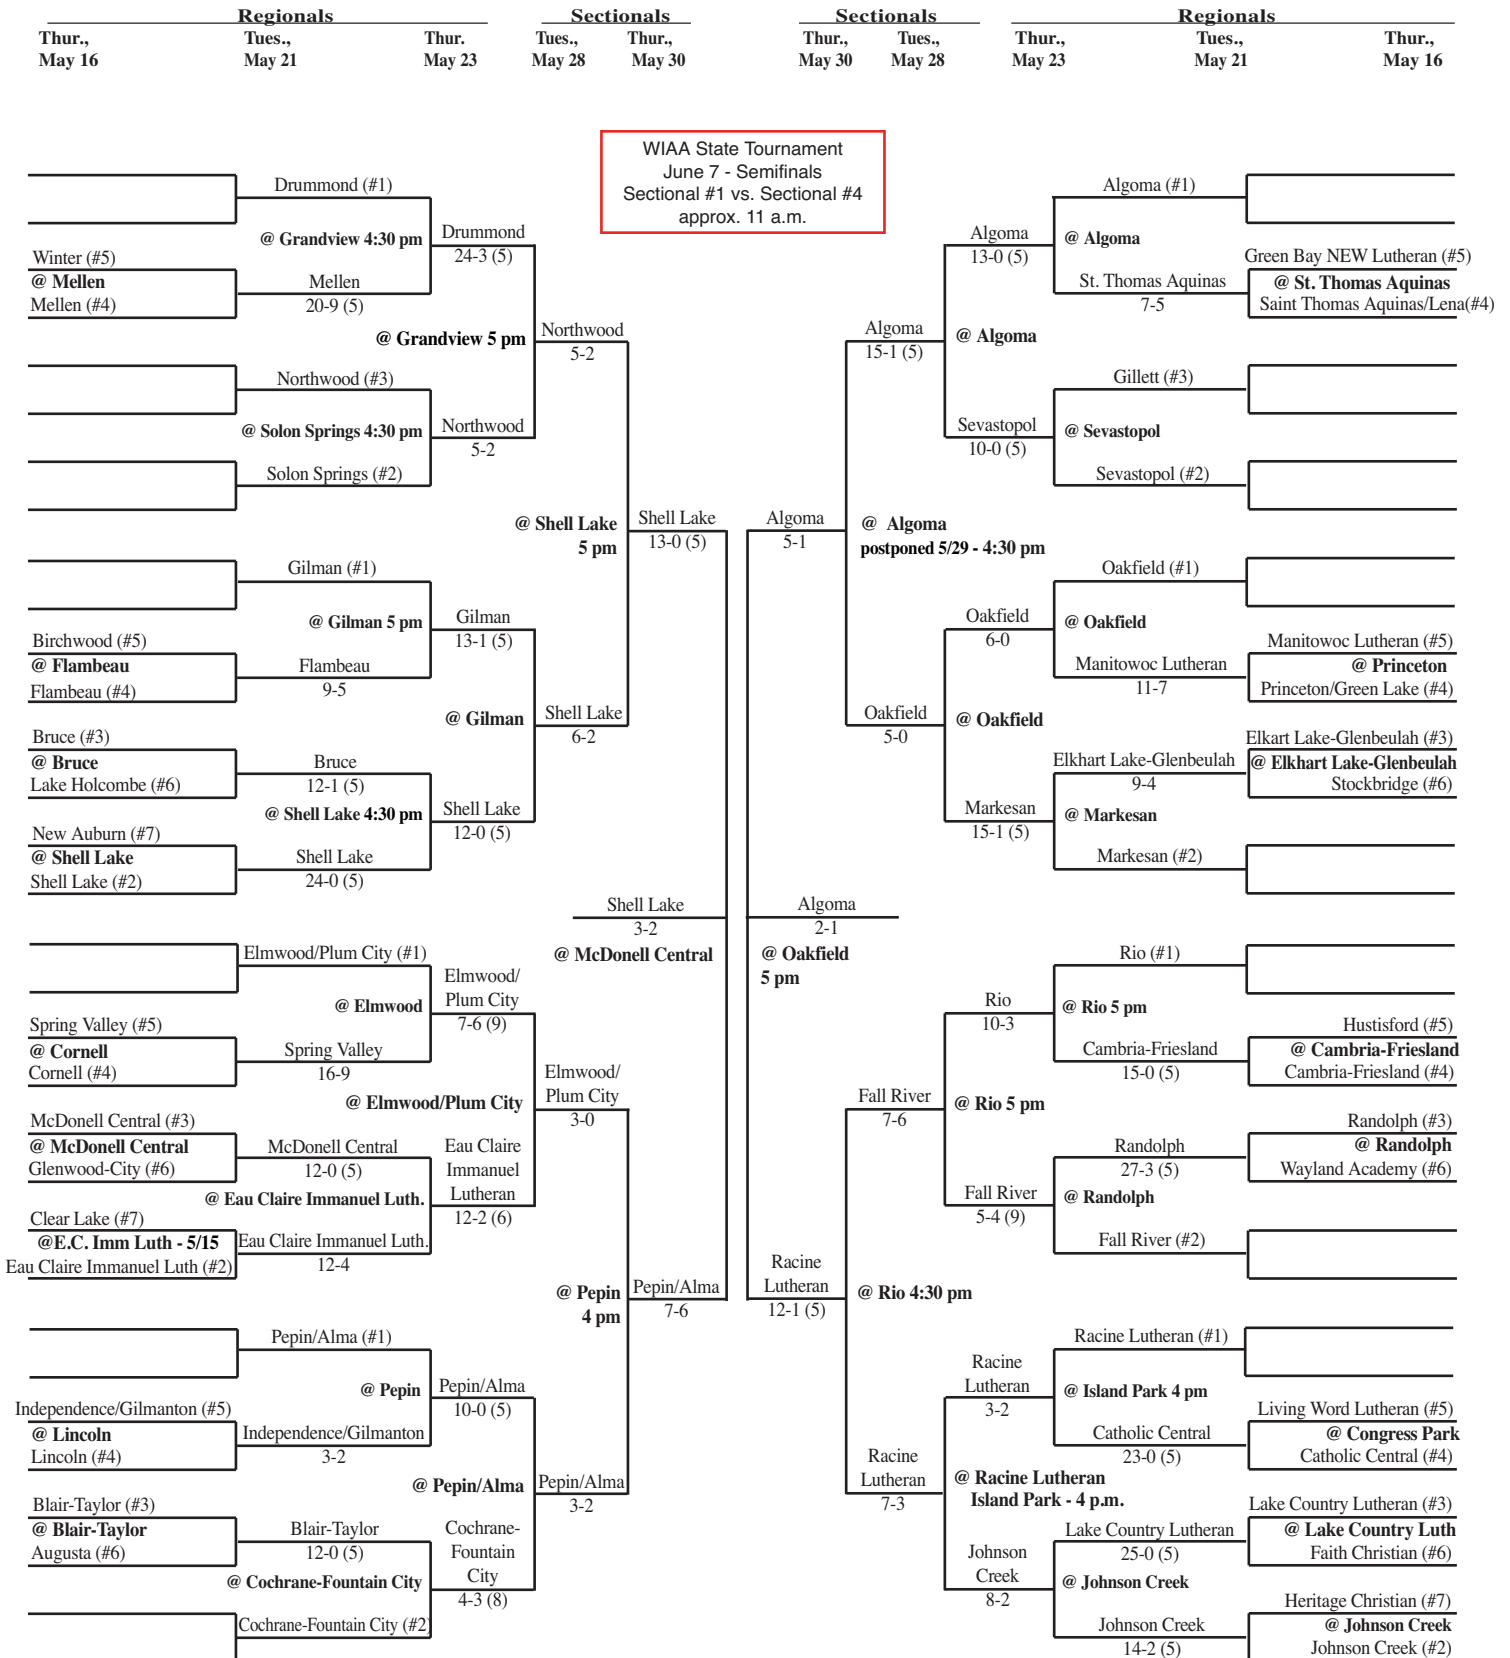 Regionals
Sectionals
Sectionals
Regionals
Thur., May 16
Tues., May 21
Thur. May 23
Tues., May 28
Thur., May 30
Thur., May 30
Tues., May 28
Thur., May 23
Tues., May 21
Thur., May 16
WIAA State Tournament
June 7 - Semifinals
Sectional #1 vs. Sectional #4
approx. 11 a.m.
Drummond (#1)
@ Grandview 4:30 pm
Drummond
24-3 (5)
Winter (#5)
@ Mellen
Mellen (#4)
Mellen
20-9 (5)
@ Grandview 5 pm
Northwood
5-2
Northwood (#3)
@ Solon Springs 4:30 pm
Northwood
5-2
Solon Springs (#2)
@ Shell Lake
5 pm
Shell Lake
13-0 (5)
Gilman (#1)
@ Gilman 5 pm
Gilman
13-1 (5)
Birchwood (#5)
@ Flambeau
Flambeau (#4)
Flambeau
9-5
@ Gilman
Shell Lake
6-2
Bruce (#3)
@ Bruce
Lake Holcombe (#6)
Bruce
12-1 (5)
@ Shell Lake 4:30 pm
Shell Lake
12-0 (5)
New Auburn (#7)
@ Shell Lake
Shell Lake (#2)
Shell Lake
24-0 (5)
Shell Lake
3-2
@ McDonell Central
Elmwood/Plum City (#1)
@ Elmwood
Elmwood/
Plum City
7-6 (9)
Spring Valley (#5)
@ Cornell
Cornell (#4)
Spring Valley
16-9
@ Elmwood/Plum City
Elmwood/
Plum City
3-0
McDonell Central (#3)
@ McDonell Central
Glenwood-City (#6)
McDonell Central
12-0 (5)
@ Eau Claire Immanuel Luth.
Eau Claire
Immanuel
Lutheran
12-2 (6)
Clear Lake (#7)
@E.C. Imm Luth - 5/15
Eau Claire Immanuel Luth (#2)
Eau Claire Immanuel Luth.
12-4
@ Pepin
4 pm
Pepin/Alma
7-6
Pepin/Alma (#1)
@ Pepin
Pepin/Alma
10-0 (5)
Independence/Gilmanton (#5)
@ Lincoln
Lincoln (#4)
Independence/Gilmanton
3-2
@ Pepin/Alma
Pepin/Alma
3-2
Blair-Taylor (#3)
@ Blair-Taylor
Augusta (#6)
Blair-Taylor
12-0 (5)
@ Cochrane-Fountain City
Cochrane-
Fountain
City
4-3 (8)
Cochrane-Fountain City (#2)
Algoma (#1)
Algoma
13-0 (5)
@ Algoma
Green Bay NEW Lutheran (#5)
@ St. Thomas Aquinas
Saint Thomas Aquinas/Lena(#4)
St. Thomas Aquinas
7-5
Algoma
15-1 (5)
@ Algoma
Gillett (#3)
Sevastopol
10-0 (5)
@ Sevastopol
Sevastopol (#2)
Algoma
5-1
@ Algoma
postponed 5/29 - 4:30 pm
Oakfield (#1)
Oakfield
6-0
@ Oakfield
Manitowoc Lutheran (#5)
@ Princeton
Princeton/Green Lake (#4)
Manitowoc Lutheran
11-7
Oakfield
5-0
@ Oakfield
Elkart Lake-Glenbeulah (#3)
@ Elkhart Lake-Glenbeulah
Stockbridge (#6)
Elkhart Lake-Glenbeulah
9-4
Markesan
15-1 (5)
@ Markesan
Markesan (#2)
Algoma
2-1
@ Oakfield
5 pm
Rio (#1)
Rio
10-3
@ Rio 5 pm
Hustisford (#5)
@ Cambria-Friesland
Cambria-Friesland (#4)
Cambria-Friesland
15-0 (5)
Fall River
7-6
@ Rio 5 pm
Randolph (#3)
@ Randolph
Wayland Academy (#6)
Randolph
27-3 (5)
Fall River
5-4 (9)
@ Randolph
Fall River (#2)
Racine
Lutheran
12-1 (5)
@ Rio 4:30 pm
Racine Lutheran (#1)
Racine
Lutheran
3-2
@ Island Park 4 pm
Living Word Lutheran (#5)
@ Congress Park
Catholic Central (#4)
Catholic Central
23-0 (5)
Racine
Lutheran
7-3
@ Racine Lutheran
Island Park - 4 p.m.
Lake Country Lutheran (#3)
@ Lake Country Luth
Faith Christian (#6)
Lake Country Lutheran
25-0 (5)
Johnson
Creek
8-2
@ Johnson Creek
Heritage Christian (#7)
@ Johnson Creek
Johnson Creek (#2)
Johnson Creek
14-2 (5)